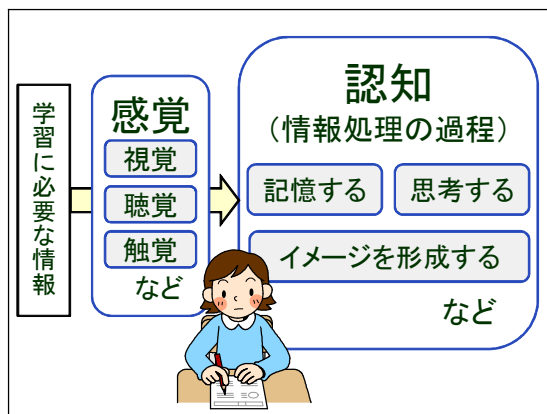 学習に必要な情報
感覚
視覚
聴覚
触覚
など
認知
（情報処理の過程）
記憶する
思考する
イメージを形成する
など